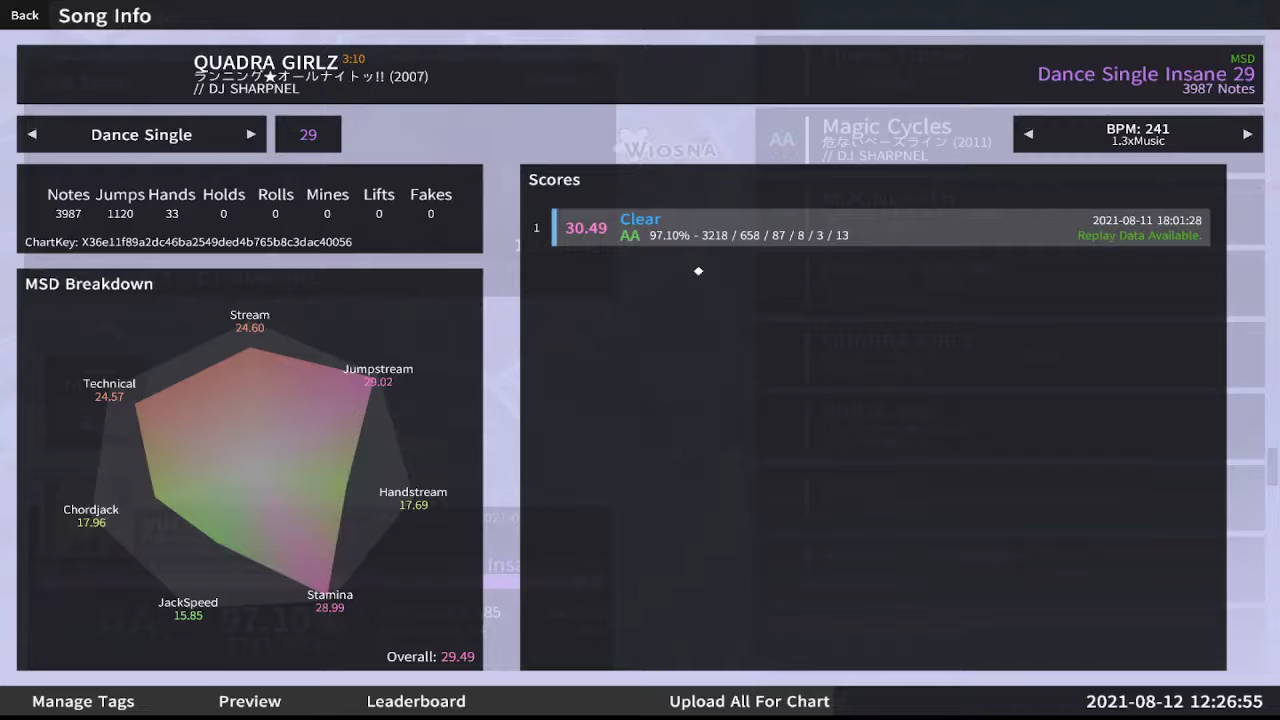 Back Song Info
QUADRA GIRLZ 3:10
ランニング★オールナイトッ!! (2007)
// DJ SHARPNEL
MSD
Dance Single Insane 29
3987 Notes
Dance Single
29
WIOSNA
AA
Magic Cycles
危ないベースライン (2011)
// DJ SHARPNEL
BPM: 241
1.3xMusic
Notes Jumps Hands Holds Rolls Mines Lifts Fakes
3987 1120 33 0 0 0 0 0
ChartKey: X36e11f89a2dc46ba2549ded4b765b8c3dac40056
Scores
1 30.49 Clear
AA 97.10% - 3218 / 658 / 87 / 8 / 3 / 13
2021-08-11 18:01:28
Replay Data Available.
MSD Breakdown
Stream
24.60
Jumpstream
29.02
Technical
24.57
Handstream
17.69
Chordjack
17.96
Stamina
28.99
JackSpeed
15.85
Overall: 29.49
Manage Tags Preview Leaderboard Upload All For Chart 2021-08-12 12:26:55